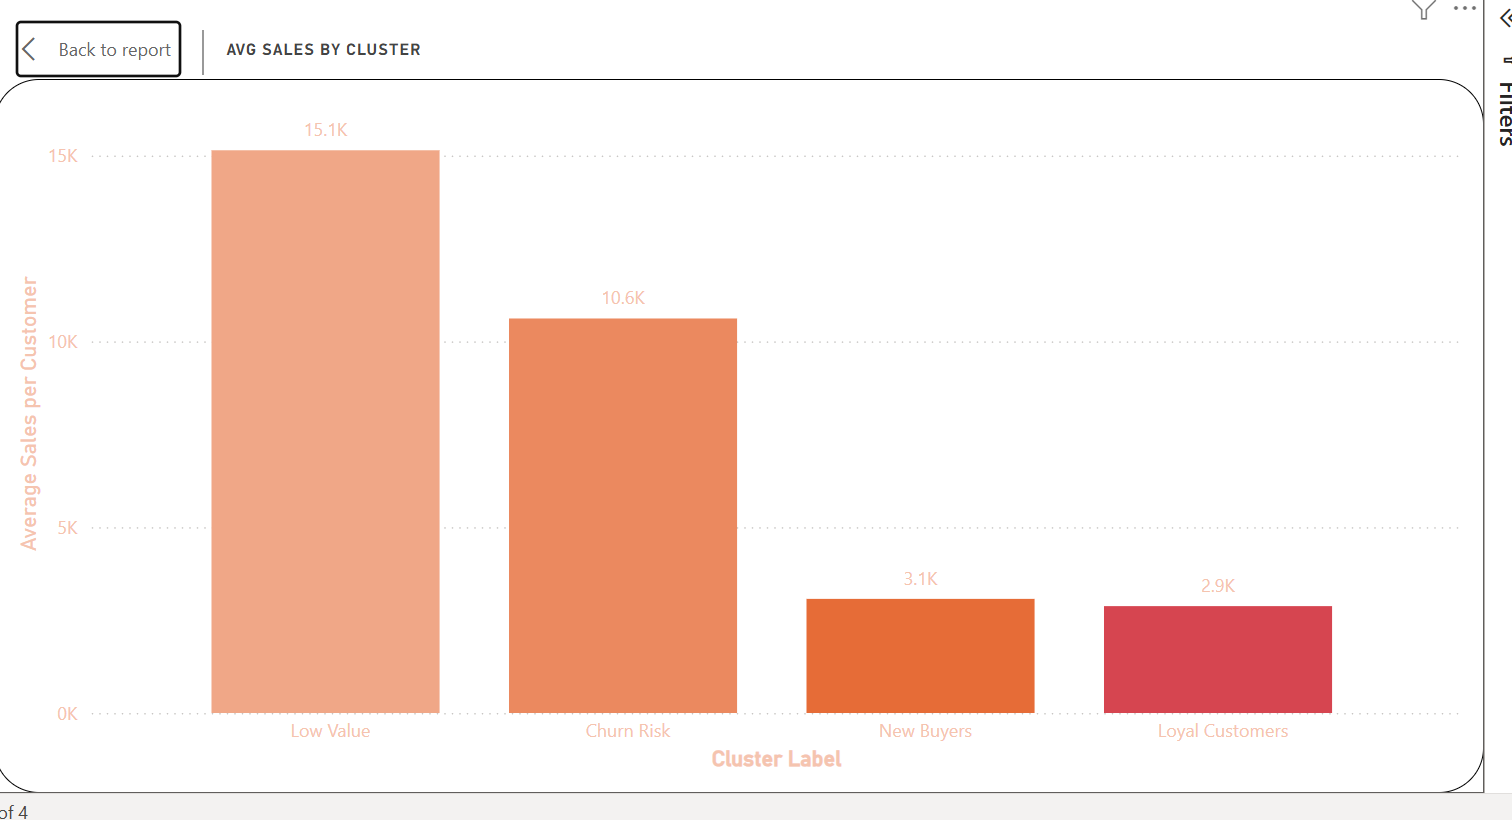 Back to report
AVG SALES BY CLUSTER
Filters
Average Sales per Customer
15K
10K
5K
0K
15.1K
10.6K
3.1K
2.9K
Low Value
Churn Risk
New Buyers
Loyal Customers
Cluster Label
of 4